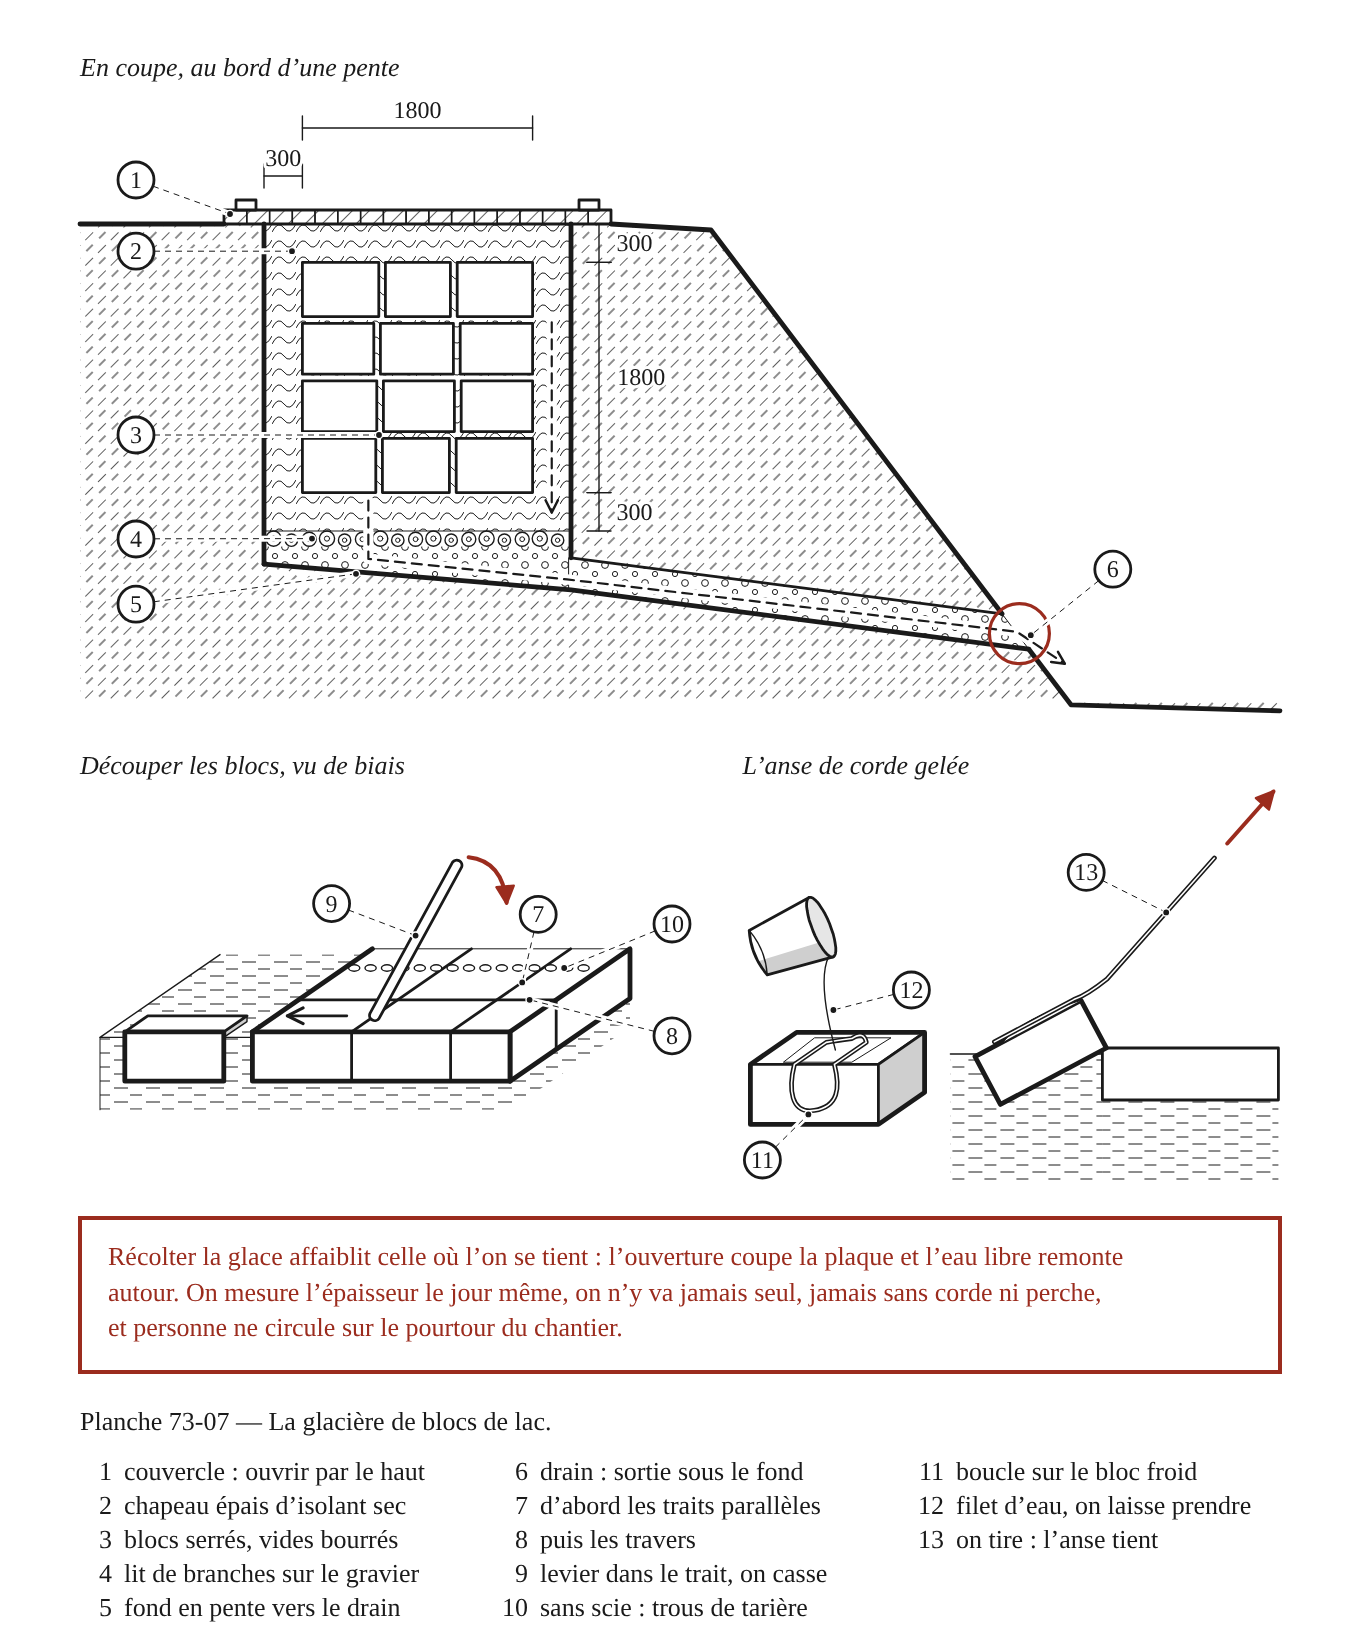 En coupe, au bord d’une pente
1800
300
1
2
300
1800
3
300
4
5
6
Découper les blocs, vu de biais
L’anse de corde gelée
9
7
10
8
13
12
11
Récolter la glace affaiblit celle où l’on se tient : l’ouverture coupe la plaque et l’eau libre remonte
autour. On mesure l’épaisseur le jour même, on n’y va jamais seul, jamais sans corde ni perche,
et personne ne circule sur le pourtour du chantier.
Planche 73-07 — La glacière de blocs de lac.
1 couvercle : ouvrir par le haut
2 chapeau épais d’isolant sec
3 blocs serrés, vides bourrés
4 lit de branches sur le gravier
5 fond en pente vers le drain
6 drain : sortie sous le fond
7 d’abord les traits parallèles
8 puis les travers
9 levier dans le trait, on casse
10 sans scie : trous de tarière
11 boucle sur le bloc froid
12 filet d’eau, on laisse prendre
13 on tire : l’anse tient